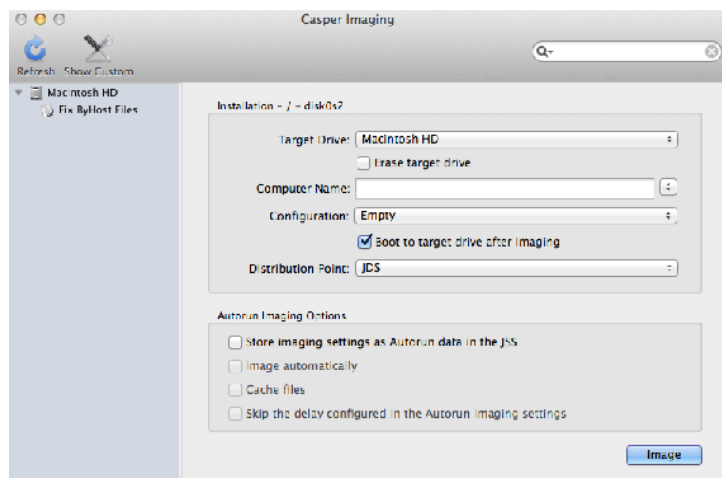 Casper Imaging
Refresh Show Custom
Macintosh HD
Fix ByHost Files
Installation - / - disk0s2
Target Drive: Macintosh HD
Erase target drive
Computer Name:
Configuration: Empty
Boot to target drive after imaging
Distribution Point: JDS
Autorun Imaging Options
Store imaging settings as Autorun data in the JSS
Image automatically
Cache files
Skip the delay configured in the Autorun Imaging settings
Image